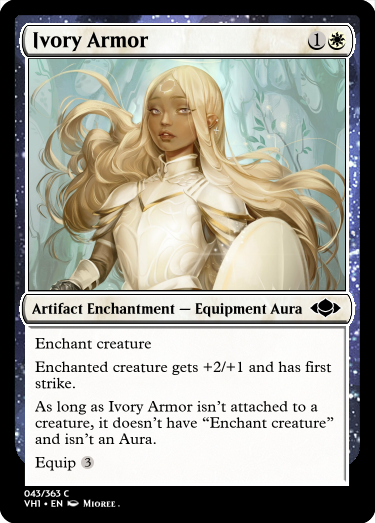 Ivory Armor 1
Artifact Enchantment — Equipment Aura
Enchant creature
Enchanted creature gets +2/+1 and has first
strike.
As long as Ivory Armor isn't attached to a
creature, it doesn't have “Enchant creature”
and isn't an Aura.
Equip 3
043/363 C
VH1 • EN Mioree .